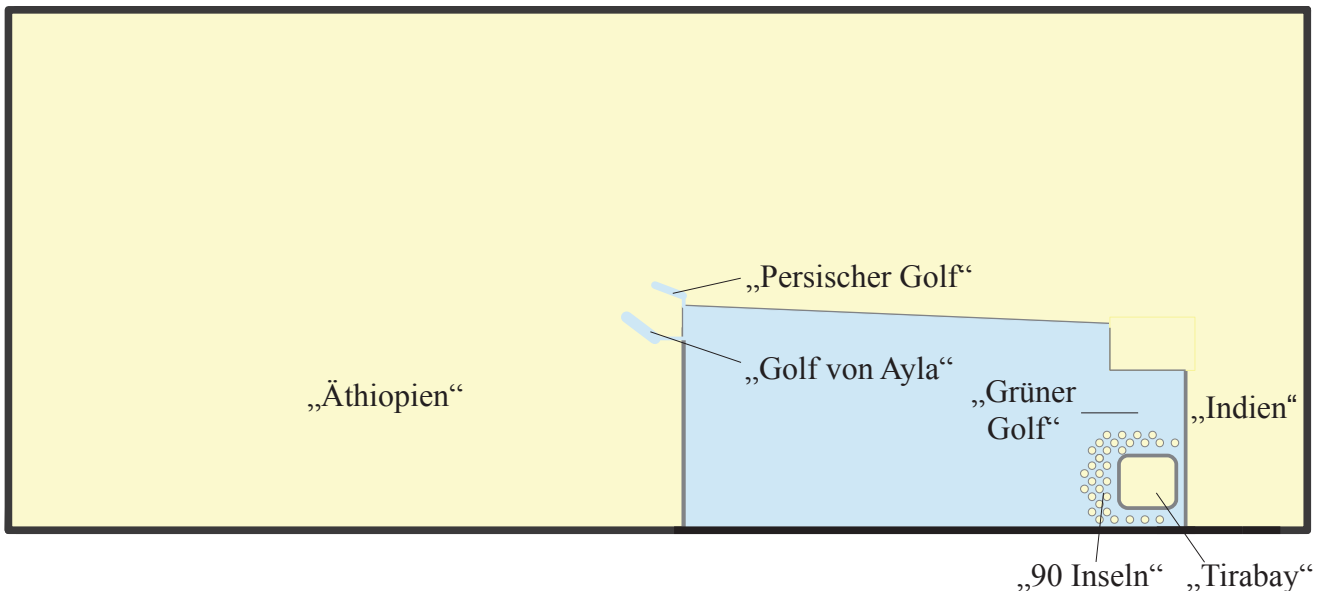 „Persischer Golf“
„Golf von Ayla“
„Äthiopien“
„Grüner
Golf“
„Indien“
„90 Inseln“
„Tirabay“